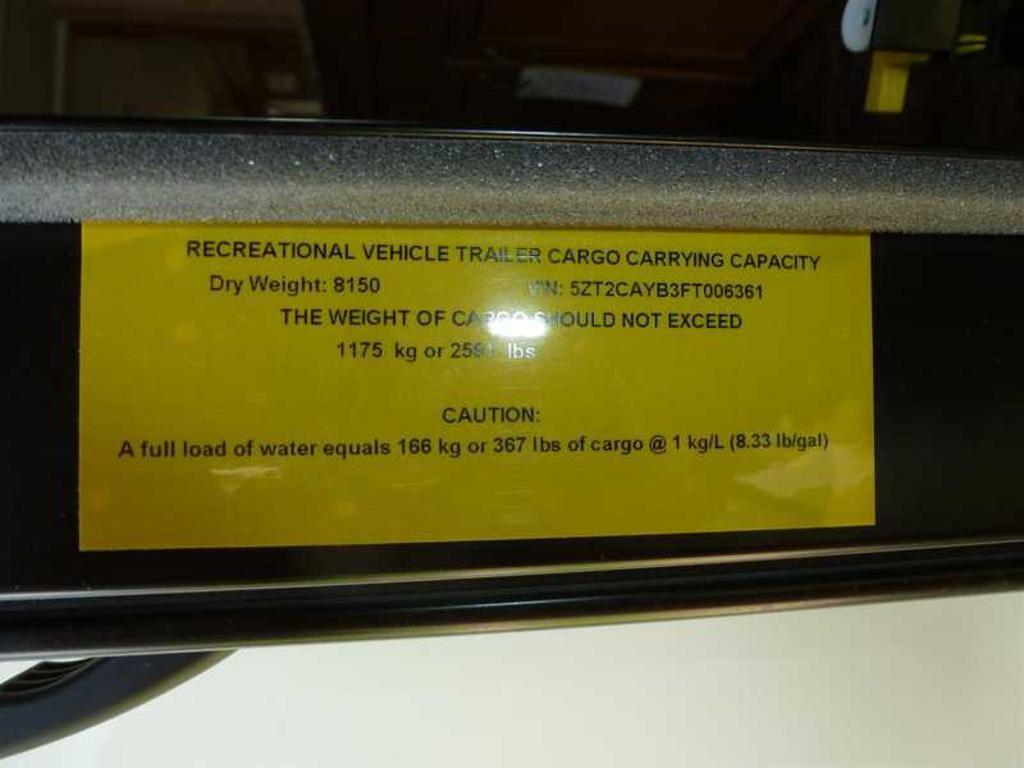 RECREATIONAL VEHICLE TRAILER CARGO CARRYING CAPACITY
Dry Weight: 8150 VIN: 5ZT2CAYB3FT006361
THE WEIGHT OF CARGO SHOULD NOT EXCEED
1175 kg or lbs
CAUTION:
A full load of water equals 166 kg or 367 lbs of cargo @ 1 kg/L (8.33 lb/gal)